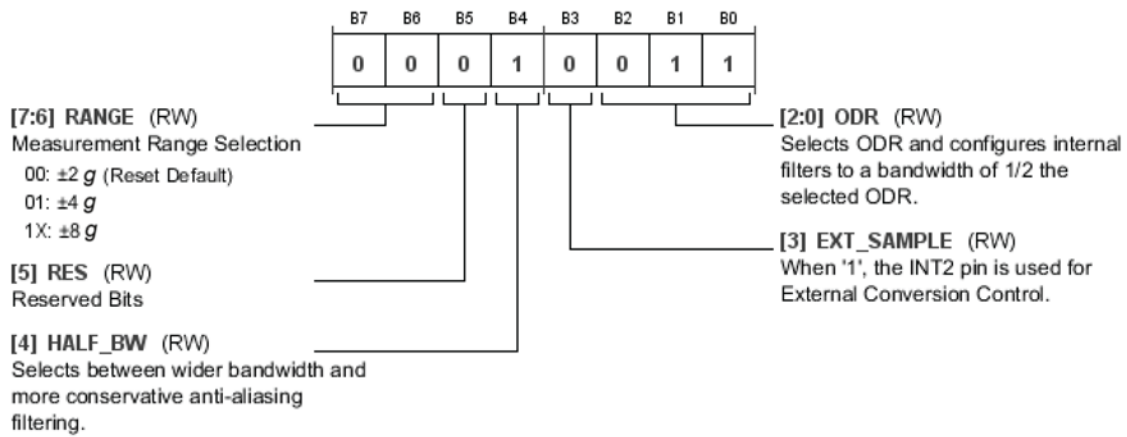 B7 B6 B5 B4 B3 B2 B1 B0
0 0 0 1 0 0 1 1
[7:6] RANGE (RW)
Measurement Range Selection
00: ±2 g (Reset Default)
01: ±4 g
1X: ±8 g
[5] RES (RW)
Reserved Bits
[4] HALF_BW (RW)
Selects between wider bandwidth and
more conservative anti-aliasing
filtering.
[2:0] ODR (RW)
Selects ODR and configures internal
filters to a bandwidth of 1/2 the
selected ODR.
[3] EXT_SAMPLE (RW)
When '1', the INT2 pin is used for
External Conversion Control.